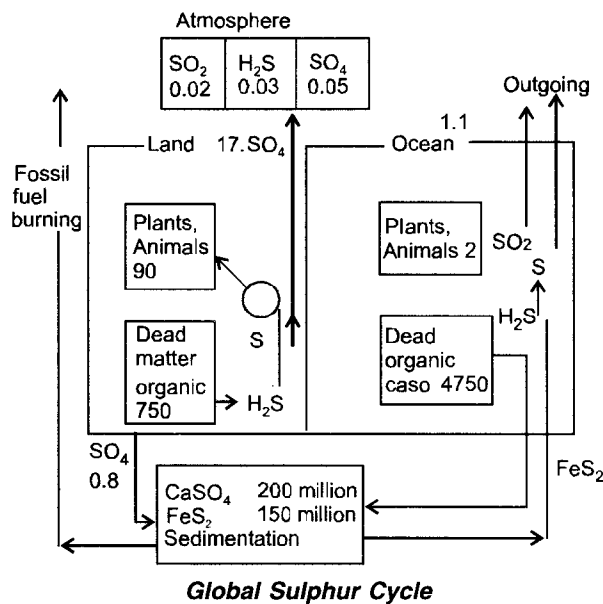 Atmosphere
SO₂ H₂S SO₄
0.02 0.03 0.05
Outgoing
1.1
Land 17.SO₄ Ocean
Fossil
fuel
burning
Plants,
Animals
90
Plants,
Animals 2
SO₂
S
S
H₂S
Dead
matter
organic
750
H₂S
Dead
organic
caso 4750
SO₄
0.8
FeS₂
CaSO₄ 200 million
FeS₂ 150 million
Sedimentation
Global Sulphur Cycle